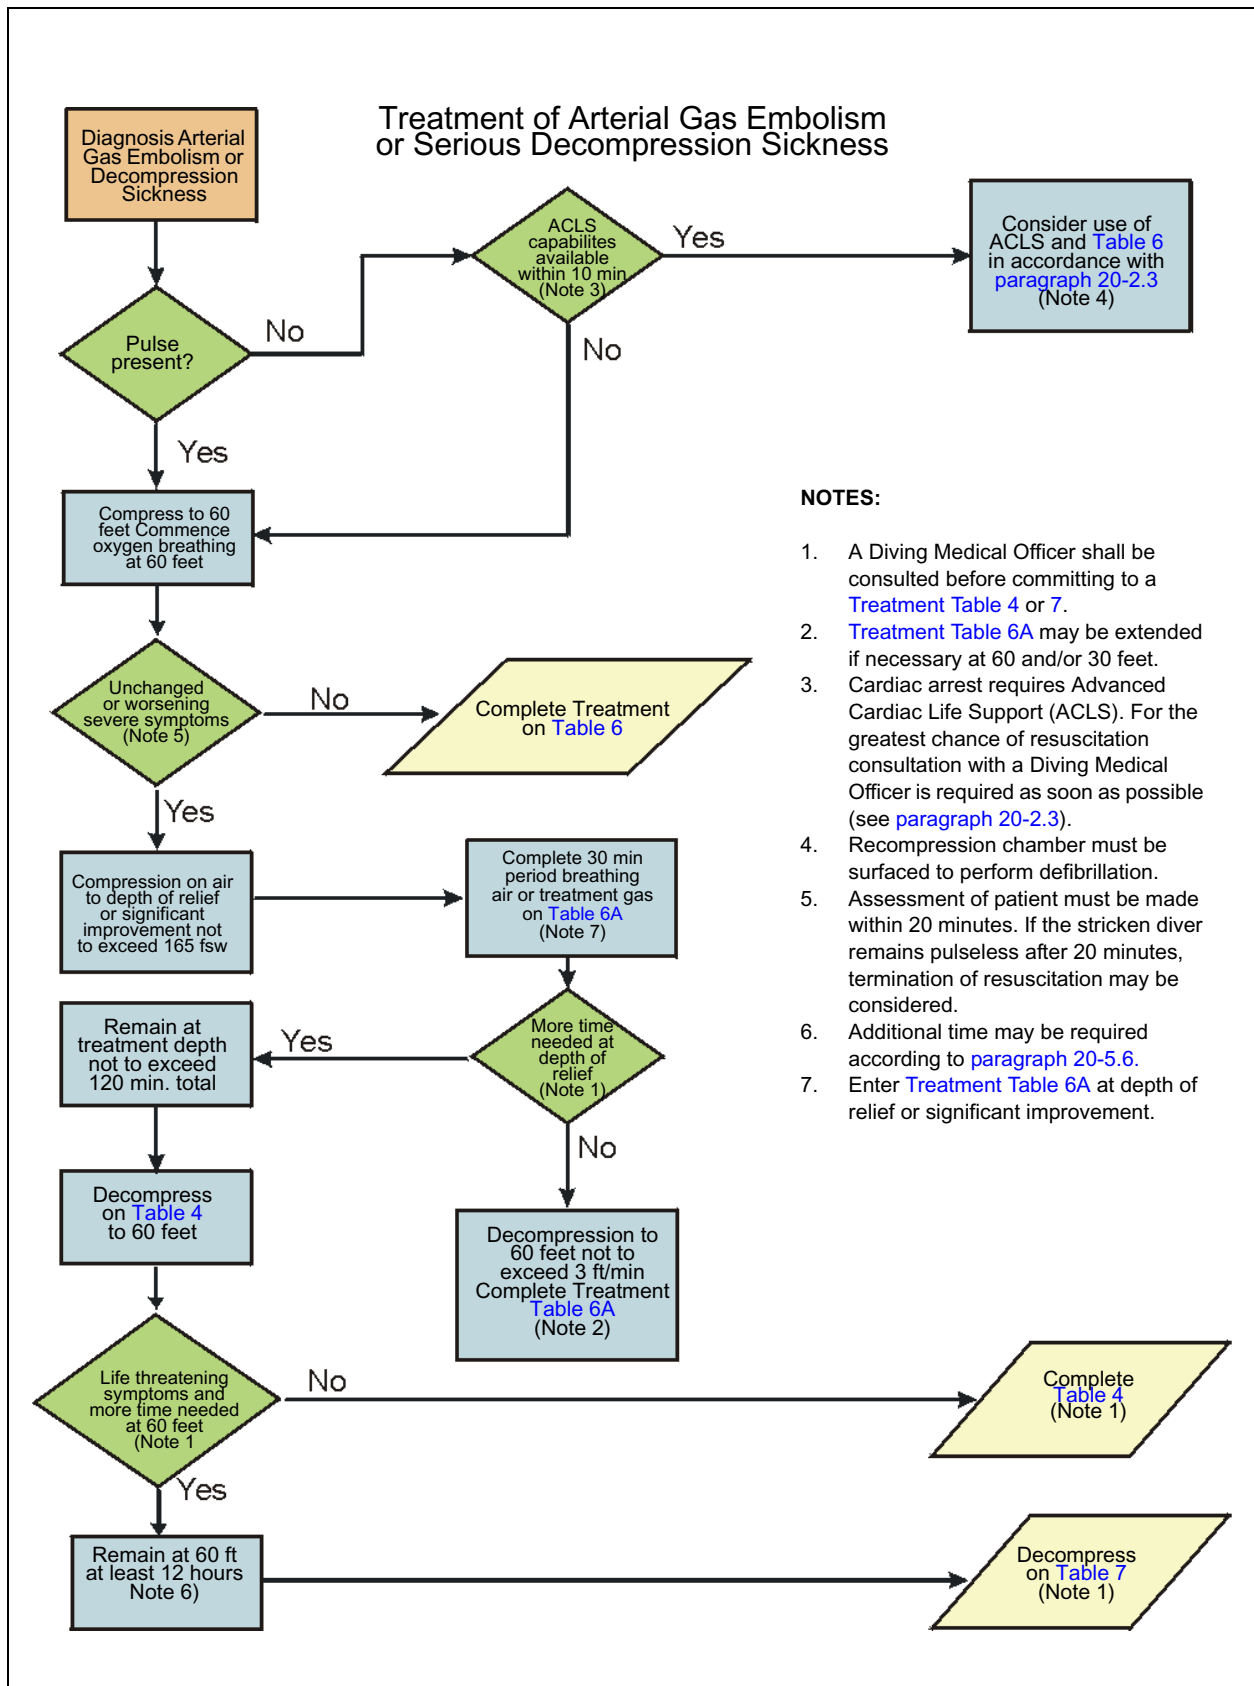 Treatment of Arterial Gas Embolism
or Serious Decompression Sickness
Diagnosis Arterial
Gas Embolism or
Decompression
Sickness
Pulse
present?
No
Yes
ACLS
capabilites
available
within 10 min
(Note 3)
Yes
No
Consider use of
ACLS and Table 6
in accordance with
paragraph 20-2.3
(Note 4)
Compress to 60
feet Commence
oxygen breathing
at 60 feet
Unchanged
or worsening
severe symptoms
(Note 5)
No
Yes
Complete Treatment
on Table 6
Compression on air
to depth of relief
or significant
improvement not
to exceed 165 fsw
Complete 30 min
period breathing
air or treatment gas
on Table 6A
(Note 7)
More time
needed at
depth of
relief
(Note 1)
Yes
No
Remain at
treatment depth
not to exceed
120 min. total
Decompress
on Table 4
to 60 feet
Decompression to
60 feet not to
exceed 3 ft/min
Complete Treatment
Table 6A
(Note 2)
Life threatening
symptoms and
more time needed
at 60 feet
(Note 1
No
Yes
Complete
Table 4
(Note 1)
Remain at 60 ft
at least 12 hours
Note 6)
Decompress
on Table 7
(Note 1)
NOTES:
1. A Diving Medical Officer shall be
consulted before committing to a
Treatment Table 4 or 7.
2. Treatment Table 6A may be extended
if necessary at 60 and/or 30 feet.
3. Cardiac arrest requires Advanced
Cardiac Life Support (ACLS). For the
greatest chance of resuscitation
consultation with a Diving Medical
Officer is required as soon as possible
(see paragraph 20-2.3).
4. Recompression chamber must be
surfaced to perform defibrillation.
5. Assessment of patient must be made
within 20 minutes. If the stricken diver
remains pulseless after 20 minutes,
termination of resuscitation may be
considered.
6. Additional time may be required
according to paragraph 20-5.6.
7. Enter Treatment Table 6A at depth of
relief or significant improvement.